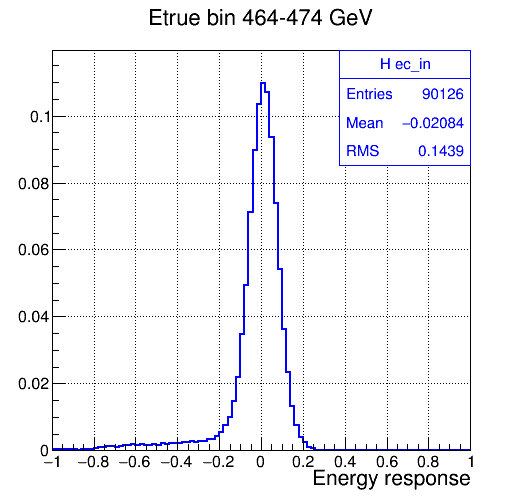 Etrue bin 464-474 GeV
H ec_in
Entries 90126
Mean −0.02084
RMS 0.1439
0.1
0.08
0.06
0.04
0.02
0
−1 −0.8 −0.6 −0.4 −0.2 0 0.2 0.4 0.6 0.8 1
Energy response